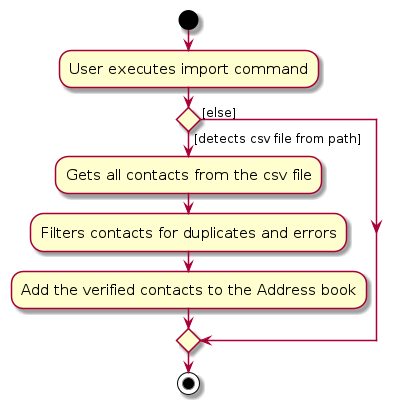 User executes import command
[else]
[detects csv file from path]
Gets all contacts from the csv file
Filters contacts for duplicates and errors
Add the verified contacts to the Address book